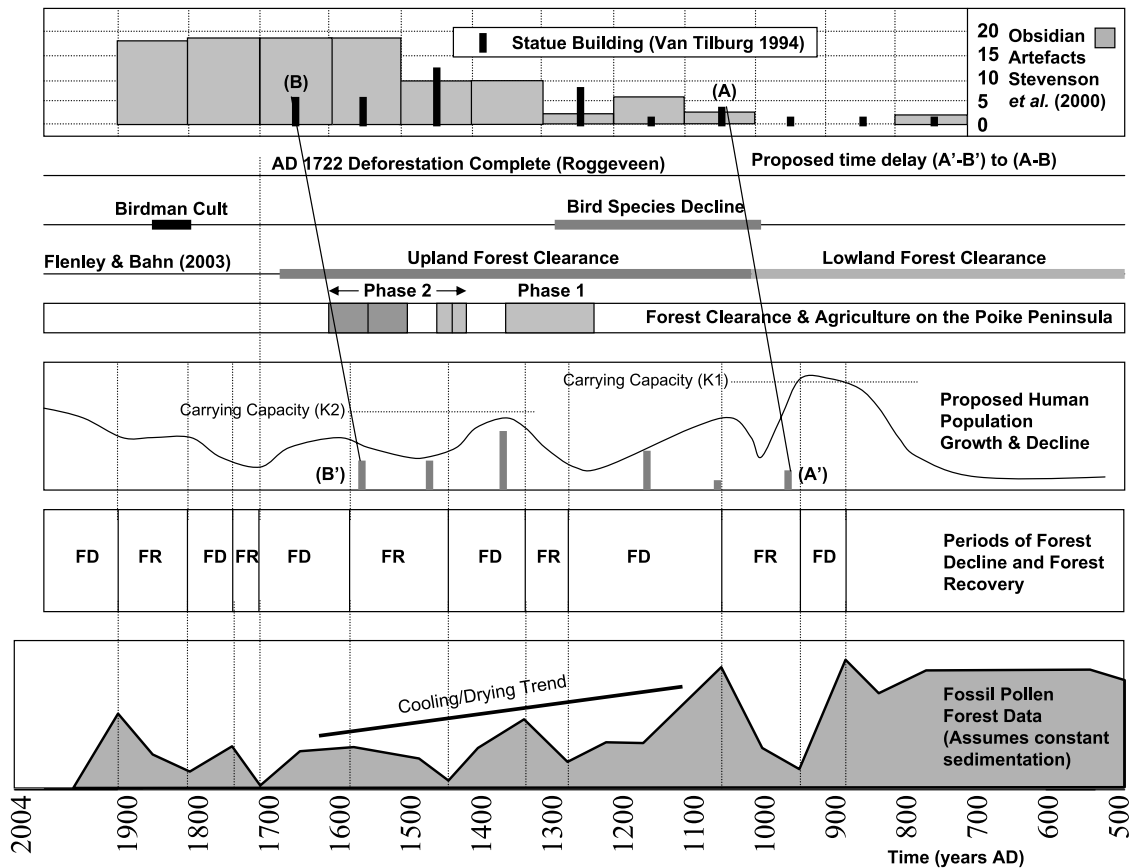 Statue Building (Van Tilburg 1994)
(B)
(A)
20
15
10
5
0
Obsidian
Artefacts
Stevenson
et al. (2000)
AD 1722 Deforestation Complete (Roggeveen)
Proposed time delay (A'-B') to (A-B)
Birdman Cult
Bird Species Decline
Flenley & Bahn (2003)
Upland Forest Clearance
Lowland Forest Clearance
Phase 2
Phase 1
Forest Clearance & Agriculture on the Poike Peninsula
Carrying Capacity (K1)
Carrying Capacity (K2)
Proposed Human
Population
Growth & Decline
(B’)
(A’)
FD
FR
FD
FR
FD
FR
FD
FR
FD
FR
FD
Periods of Forest
Decline and Forest
Recovery
Cooling/Drying Trend
Fossil Pollen
Forest Data
(Assumes constant
sedimentation)
2004
1900
1800
1700
1600
1500
1400
1300
1200
1100
1000
900
800
600
500
Time (years AD)